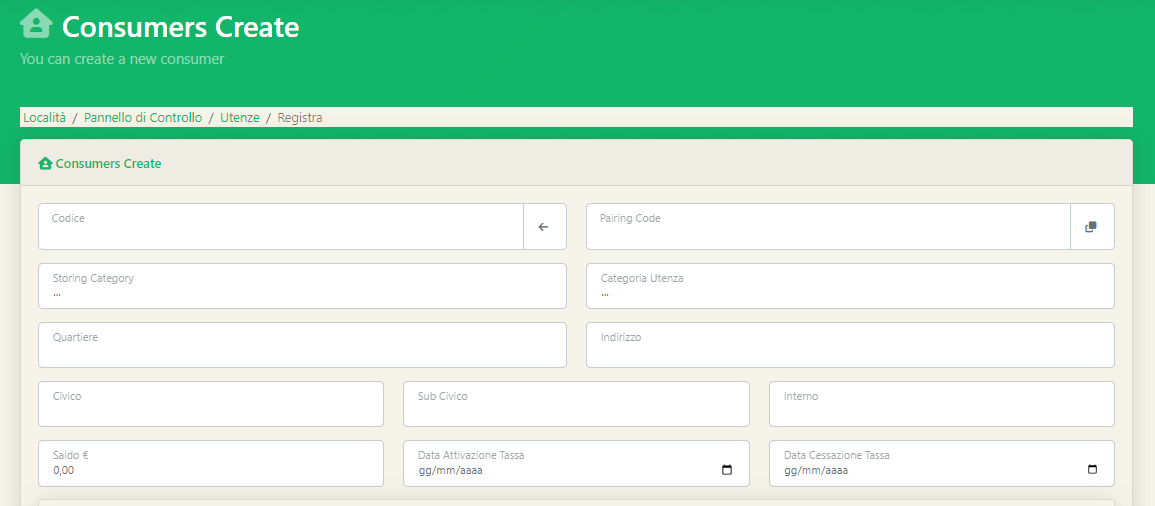 Consumers Create
You can create a new consumer
Località / Pannello di Controllo / Utenze / Registra
Consumers Create
Codice
Pairing Code
Storing Category
...
Categoria Utenza
...
Quartiere
Indirizzo
Civico
Sub Civico
Interno
Saldo €
0,00
Data Attivazione Tassa
gg/mm/aaaa
Data Cessazione Tassa
gg/mm/aaaa